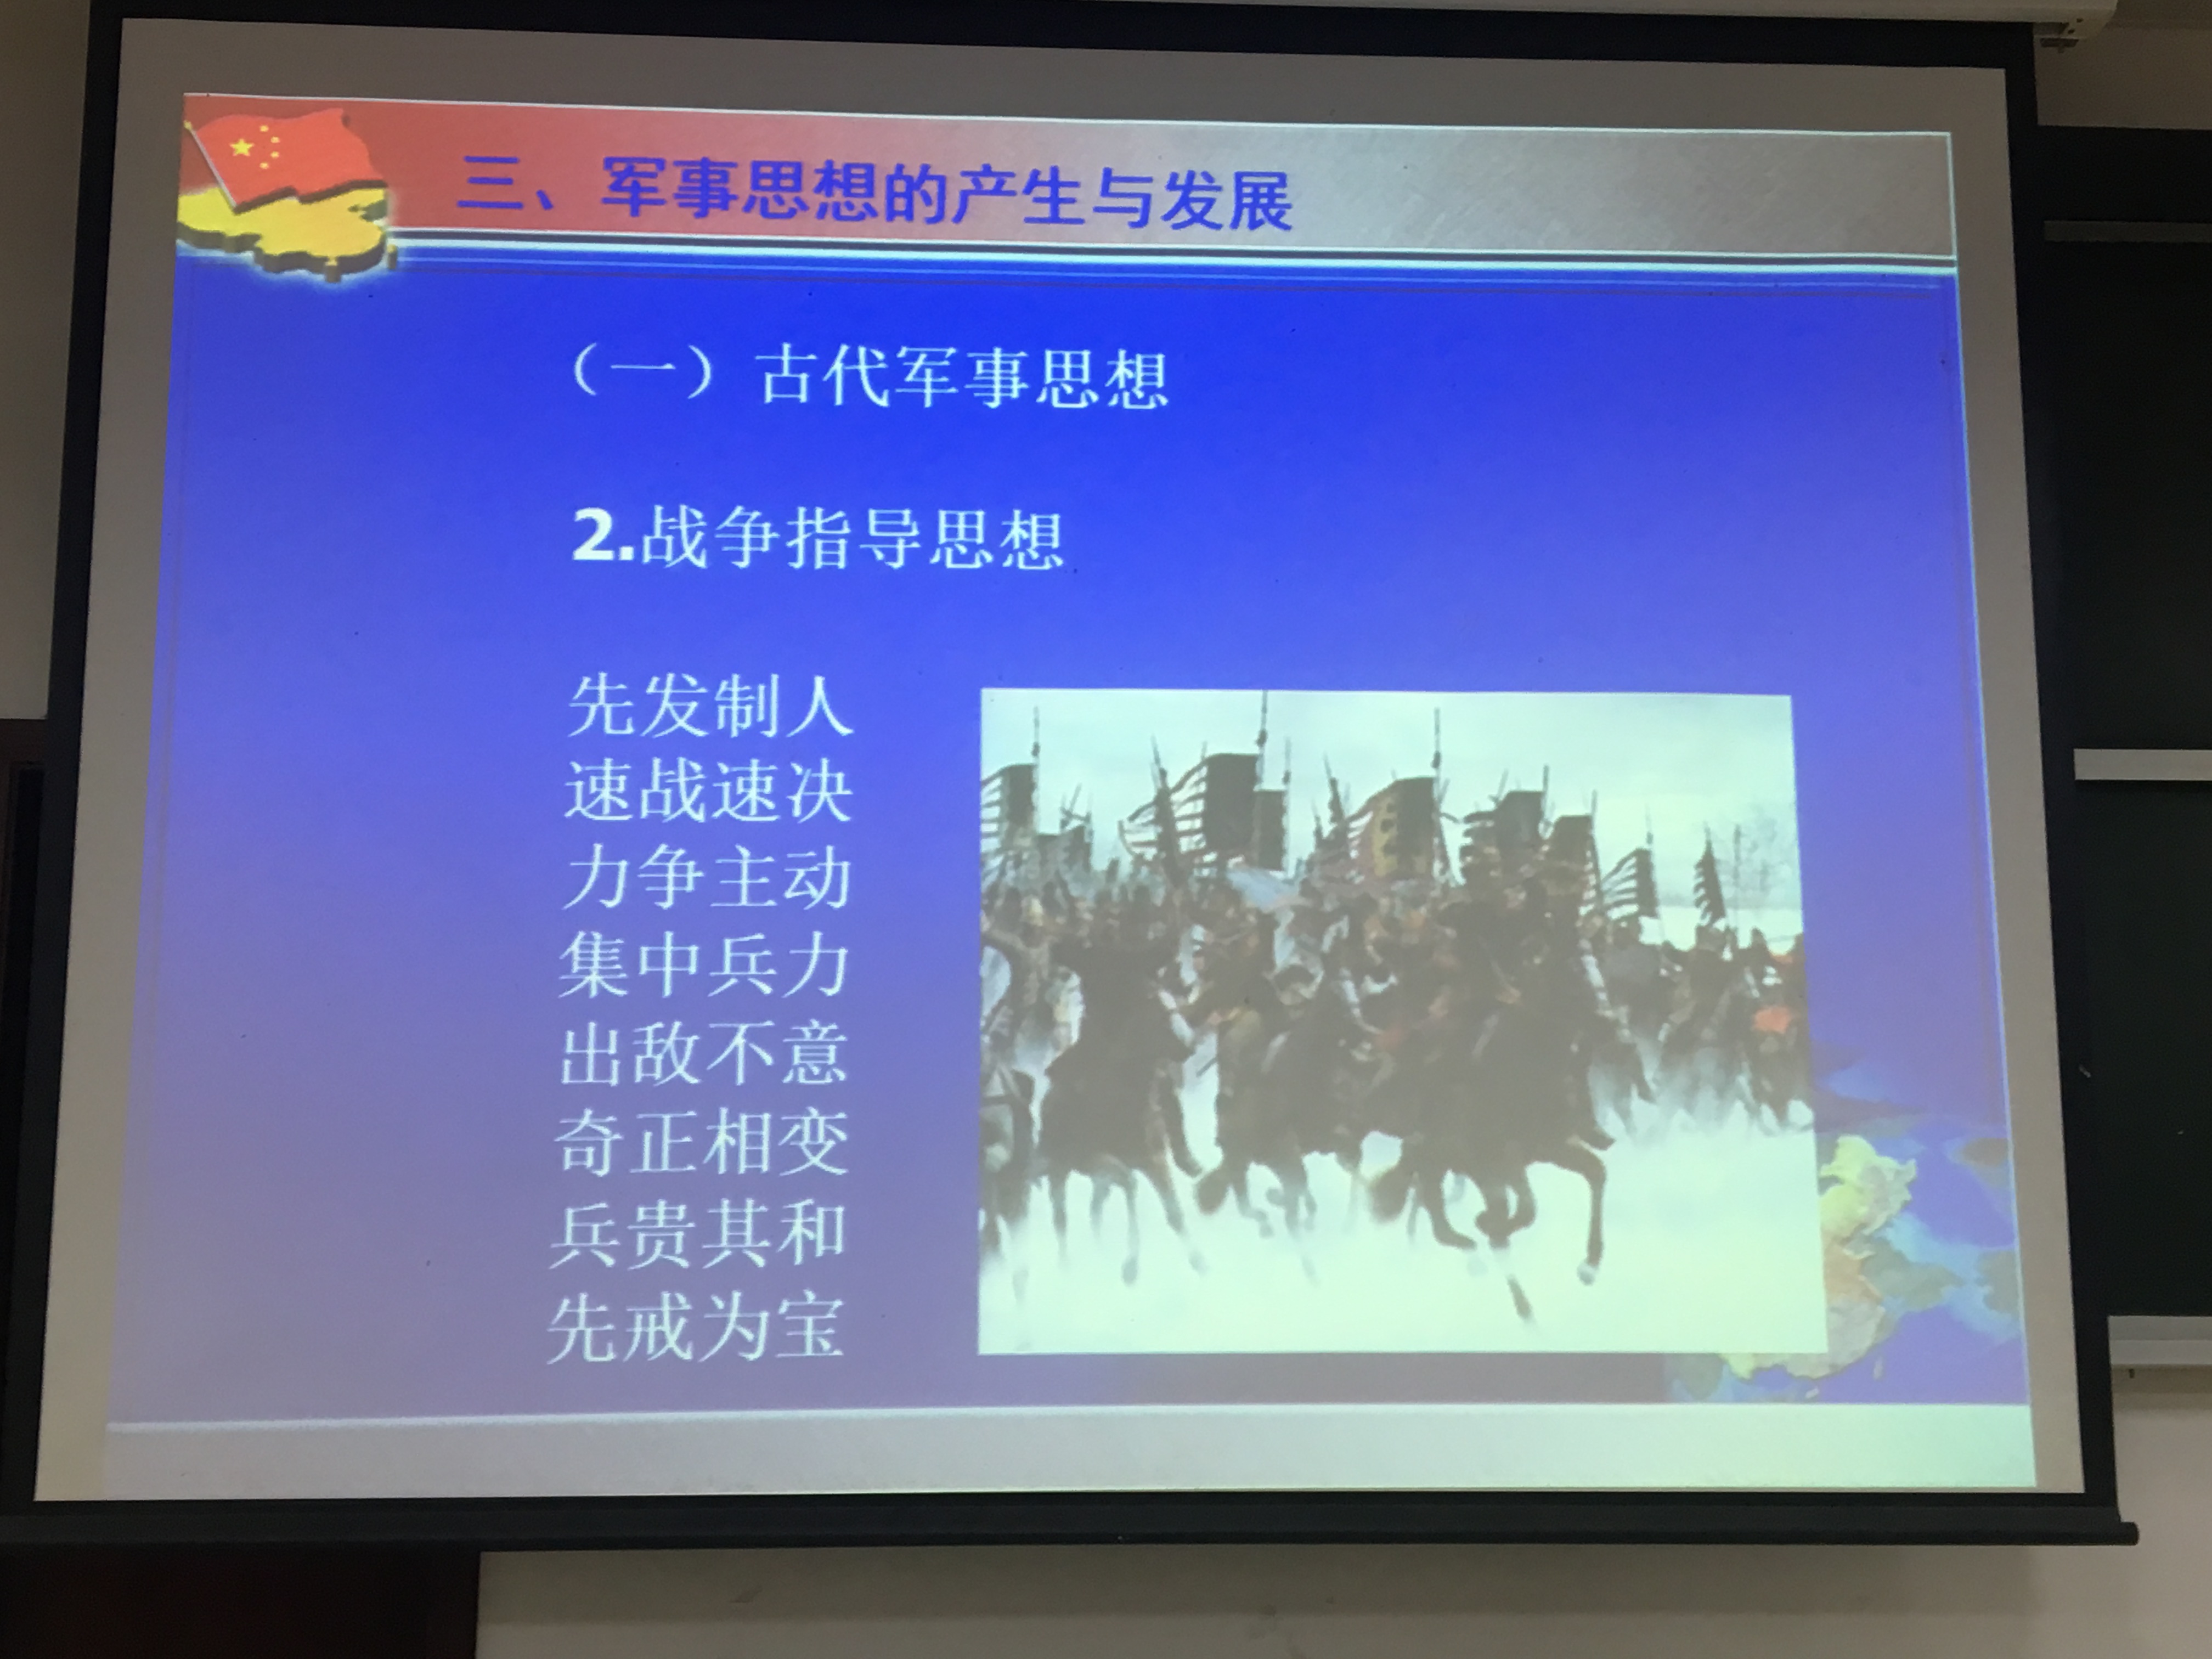 三、军事思想的产生与发展
（一）古代军事思想
2.战争指导思想
先发制人
速战速决
力争主动
集中兵力
出敌不意
奇正相变
兵贵其和
先戒为宝